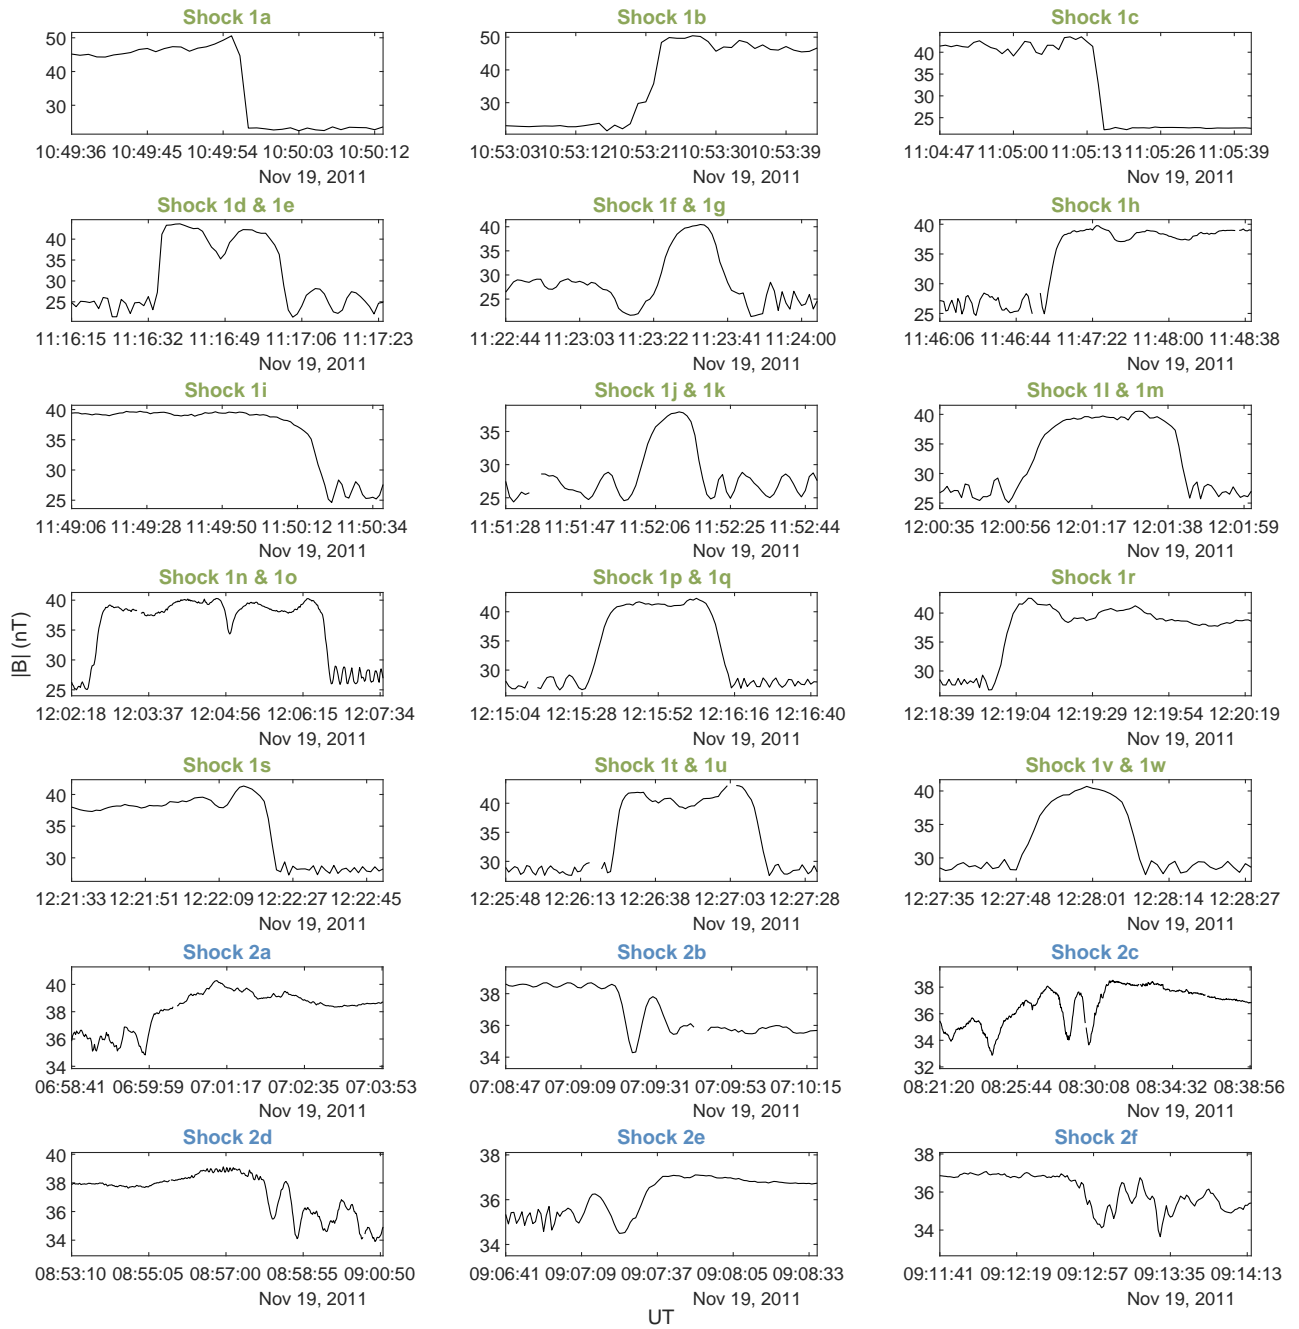 Shock 1a
50
40
30
10:49:36 10:49:45 10:49:54 10:50:03 10:50:12
Nov 19, 2011
Shock 1b
50
40
30
10:53:03 10:53:12 10:53:21 10:53:30 10:53:39
Nov 19, 2011
Shock 1c
40
35
30
25
11:04:47 11:05:00 11:05:13 11:05:26 11:05:39
Nov 19, 2011
Shock 1d & 1e
40
35
30
25
11:16:15 11:16:32 11:16:49 11:17:06 11:17:23
Nov 19, 2011
Shock 1f & 1g
40
35
30
25
11:22:44 11:23:03 11:23:22 11:23:41 11:24:00
Nov 19, 2011
Shock 1h
40
35
30
25
11:46:06 11:46:44 11:47:22 11:48:00 11:48:38
Nov 19, 2011
Shock 1i
40
35
30
25
11:49:06 11:49:28 11:49:50 11:50:12 11:50:34
Nov 19, 2011
Shock 1j & 1k
35
30
25
11:51:28 11:51:47 11:52:06 11:52:25 11:52:44
Nov 19, 2011
Shock 1l & 1m
40
35
30
25
12:00:35 12:00:56 12:01:17 12:01:38 12:01:59
Nov 19, 2011
|B| (nT)
Shock 1n & 1o
40
35
30
25
12:02:18 12:03:37 12:04:56 12:06:15 12:07:34
Nov 19, 2011
Shock 1p & 1q
40
35
30
12:15:04 12:15:28 12:15:52 12:16:16 12:16:40
Nov 19, 2011
Shock 1r
40
35
30
12:18:39 12:19:04 12:19:29 12:19:54 12:20:19
Nov 19, 2011
Shock 1s
40
35
30
12:21:33 12:21:51 12:22:09 12:22:27 12:22:45
Nov 19, 2011
Shock 1t & 1u
40
35
30
12:25:48 12:26:13 12:26:38 12:27:03 12:27:28
Nov 19, 2011
Shock 1v & 1w
40
35
30
12:27:35 12:27:48 12:28:01 12:28:14 12:28:27
Nov 19, 2011
Shock 2a
40
38
36
34
06:58:41 06:59:59 07:01:17 07:02:35 07:03:53
Nov 19, 2011
Shock 2b
38
36
34
07:08:47 07:09:09 07:09:31 07:09:53 07:10:15
Nov 19, 2011
Shock 2c
38
36
34
32
08:21:20 08:25:44 08:30:08 08:34:32 08:38:56
Nov 19, 2011
Shock 2d
40
38
36
34
08:53:10 08:55:05 08:57:00 08:58:55 09:00:50
Nov 19, 2011
Shock 2e
38
36
34
09:06:41 09:07:09 09:07:37 09:08:05 09:08:33
Nov 19, 2011
Shock 2f
38
36
34
09:11:41 09:12:19 09:12:57 09:13:35 09:14:13
Nov 19, 2011
UT